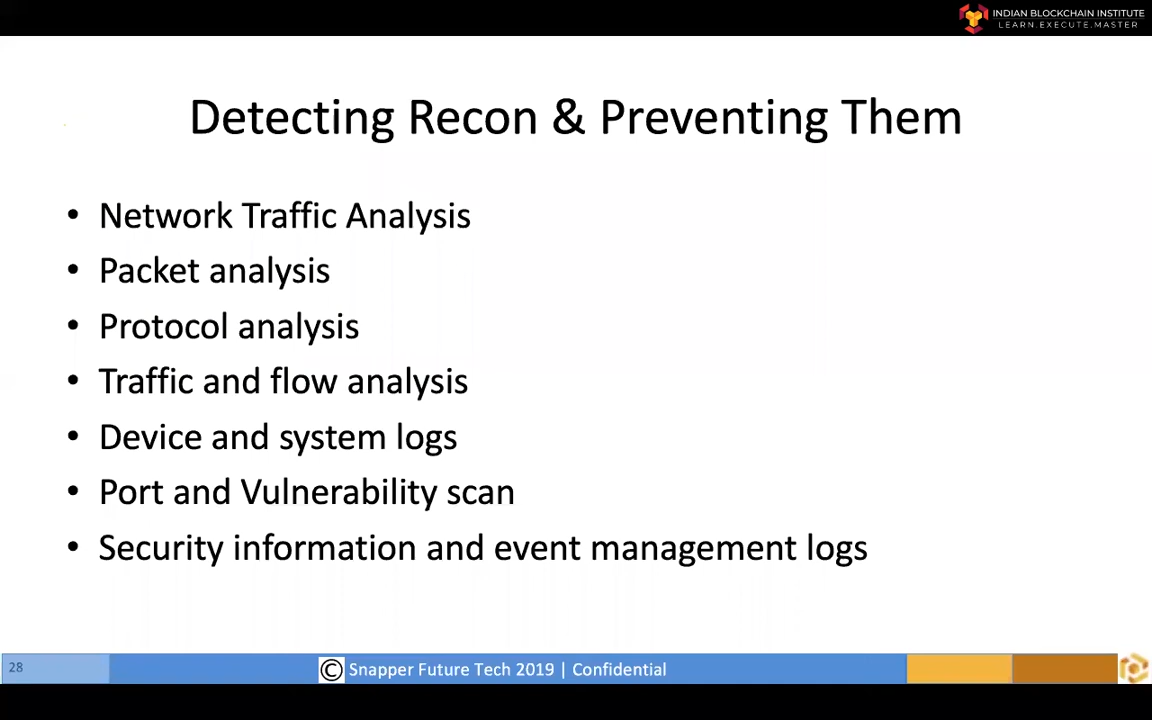 INDIAN BLOCKCHAIN INSTITUTE
LEARN.EXECUTE.MASTER
Detecting Recon & Preventing Them
• Network Traffic Analysis
• Packet analysis
• Protocol analysis
• Traffic and flow analysis
• Device and system logs
• Port and Vulnerability scan
• Security information and event management logs
28
© Snapper Future Tech 2019 | Confidential